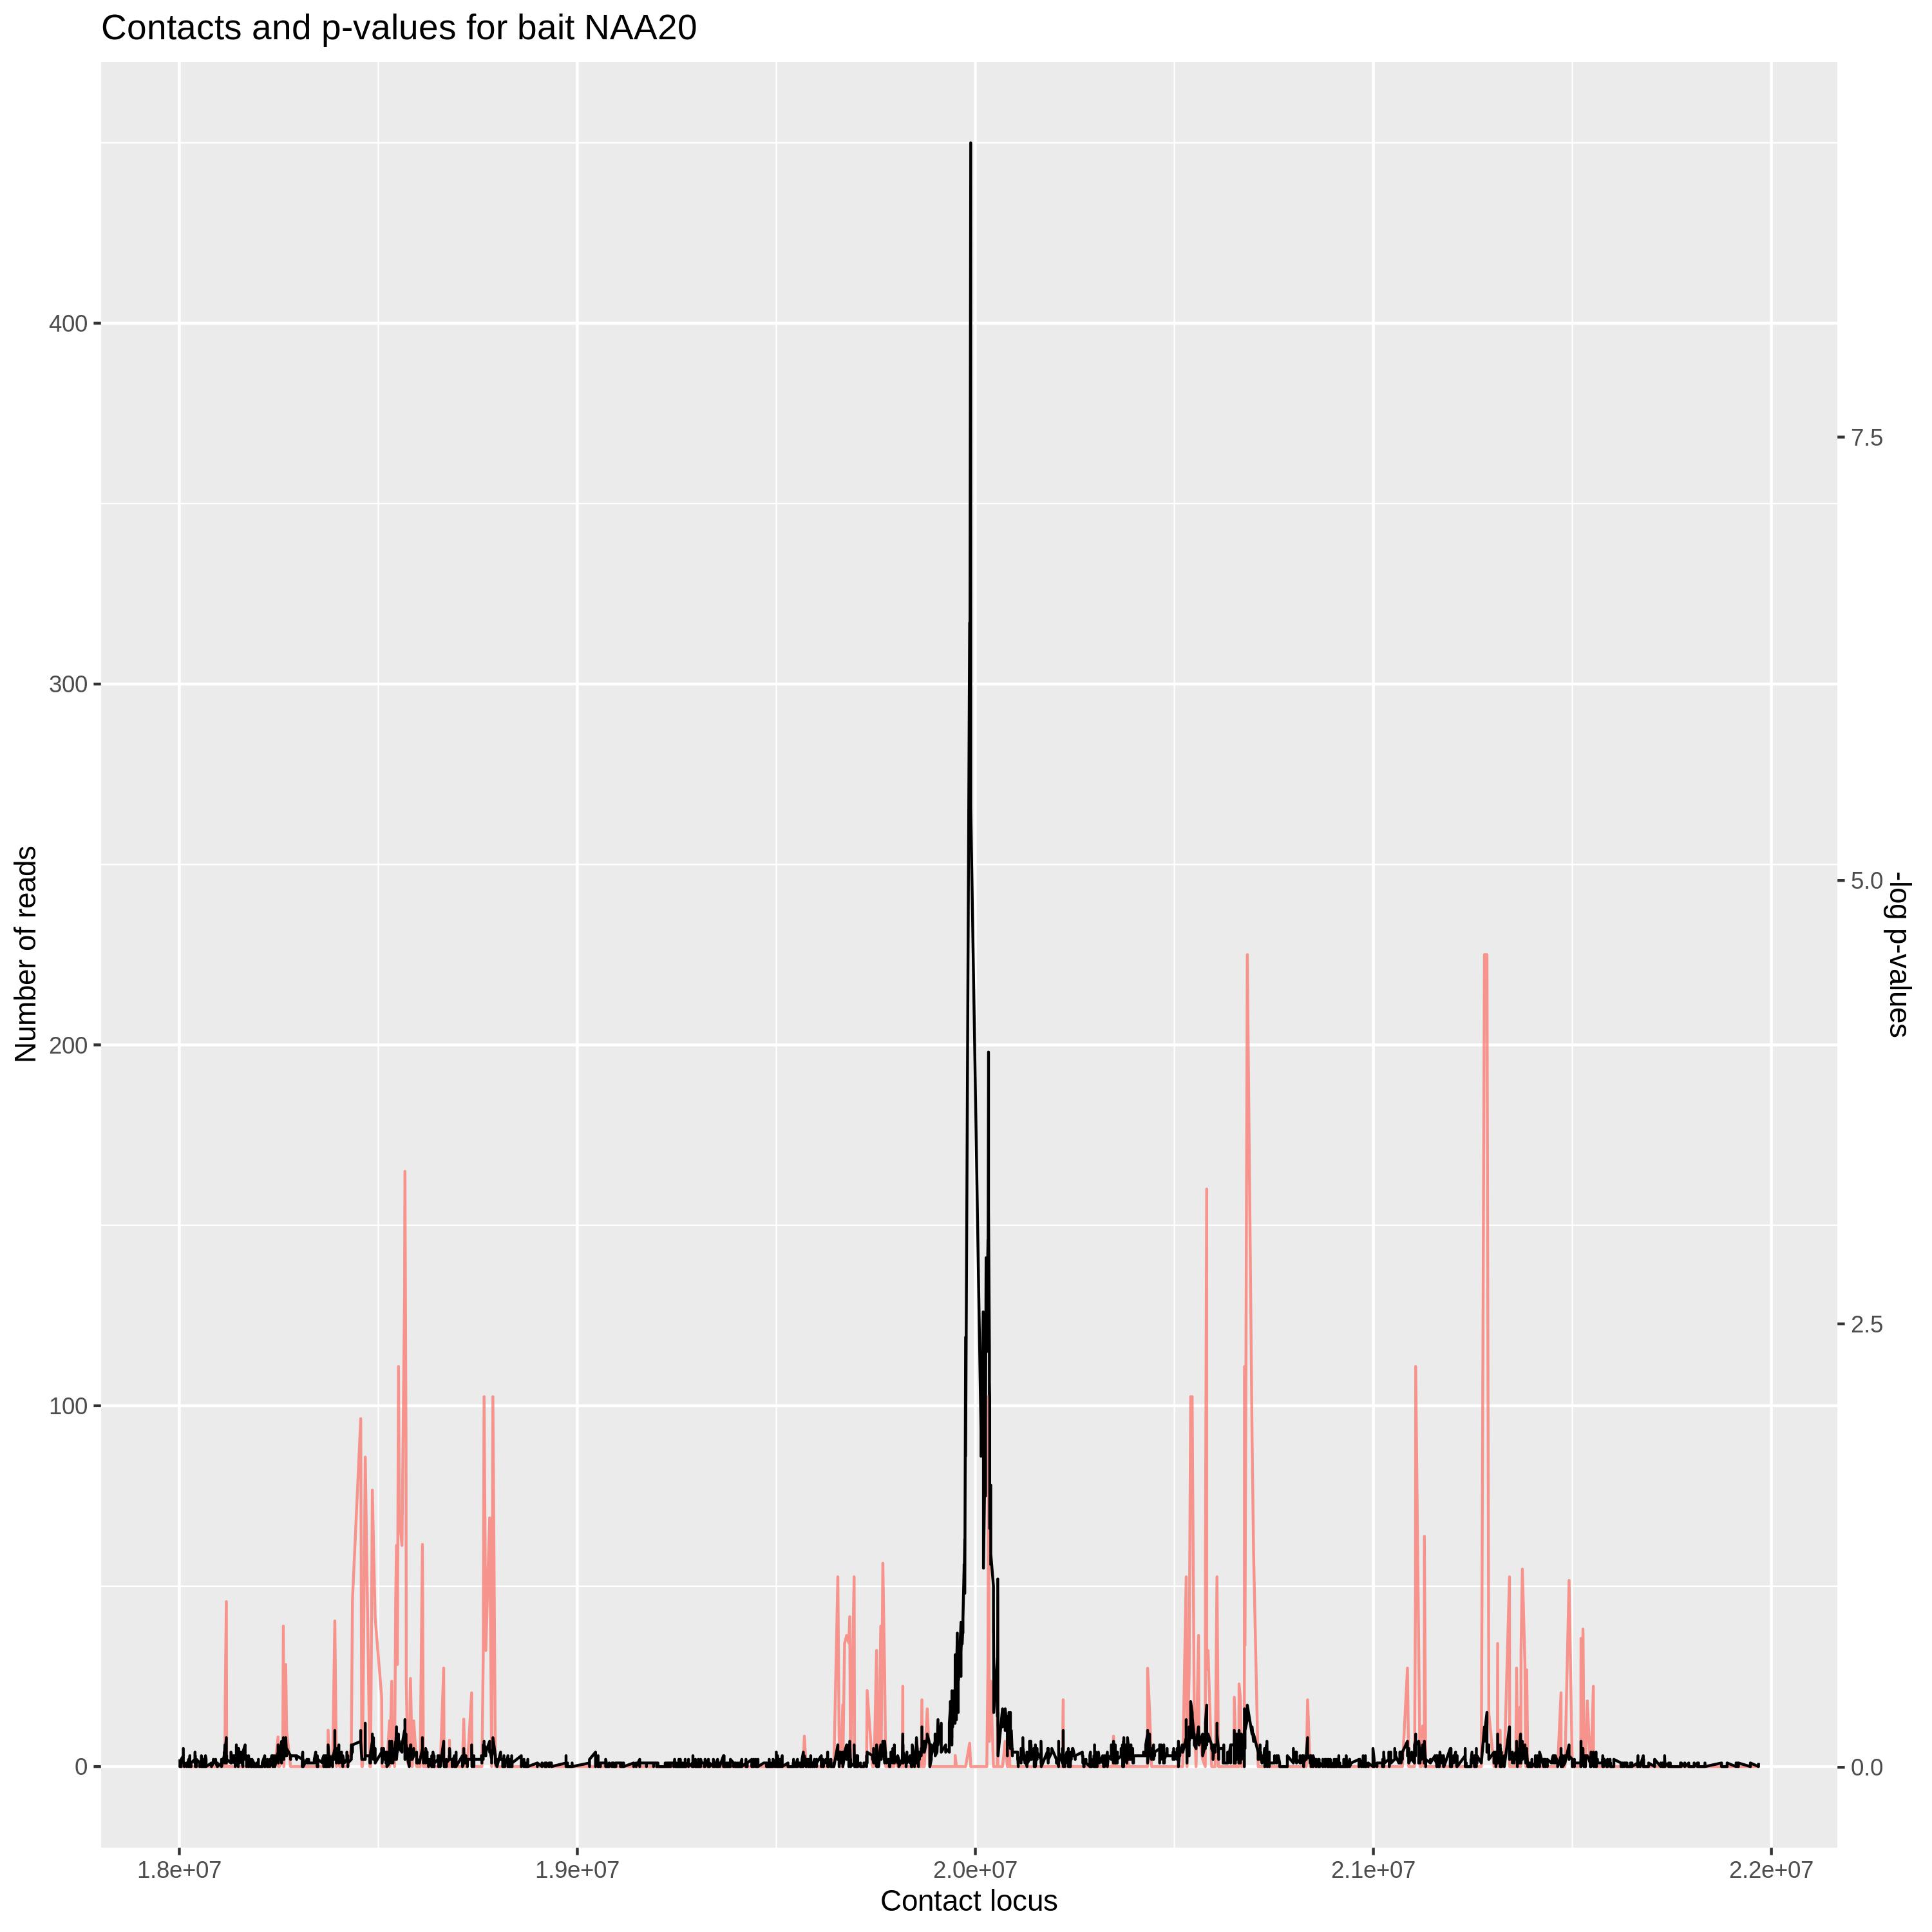 Contacts and p-values for bait NAA20
400
300
200
100
0
Number of reads
7.5
5.0
2.5
0.0
-log p-values
1.8e+07
1.9e+07
2.0e+07
2.1e+07
2.2e+07
Contact locus